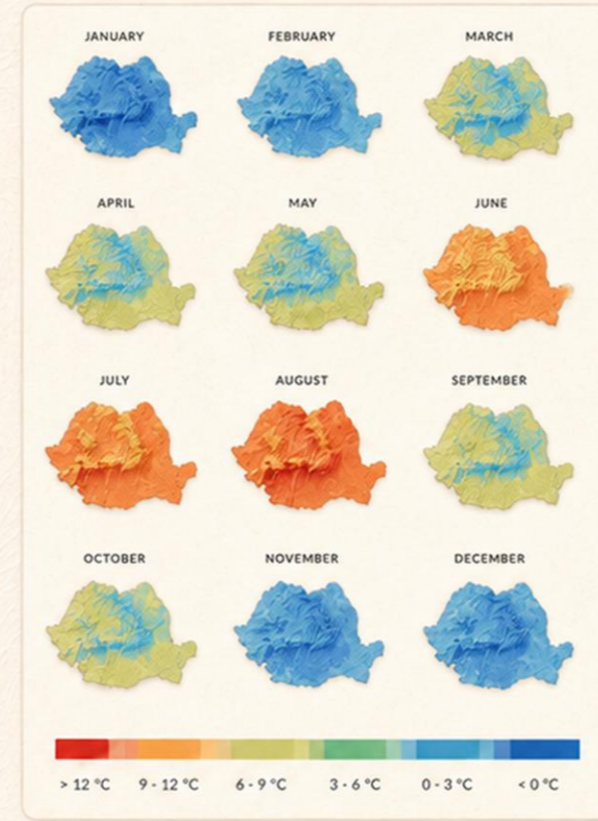 JANUARY FEBRUARY MARCH
APRIL MAY JUNE
JULY AUGUST SEPTEMBER
OCTOBER NOVEMBER DECEMBER
> 12 °C 9 - 12 °C 6 - 9 °C 3 - 6 °C 0 - 3 °C < 0 °C